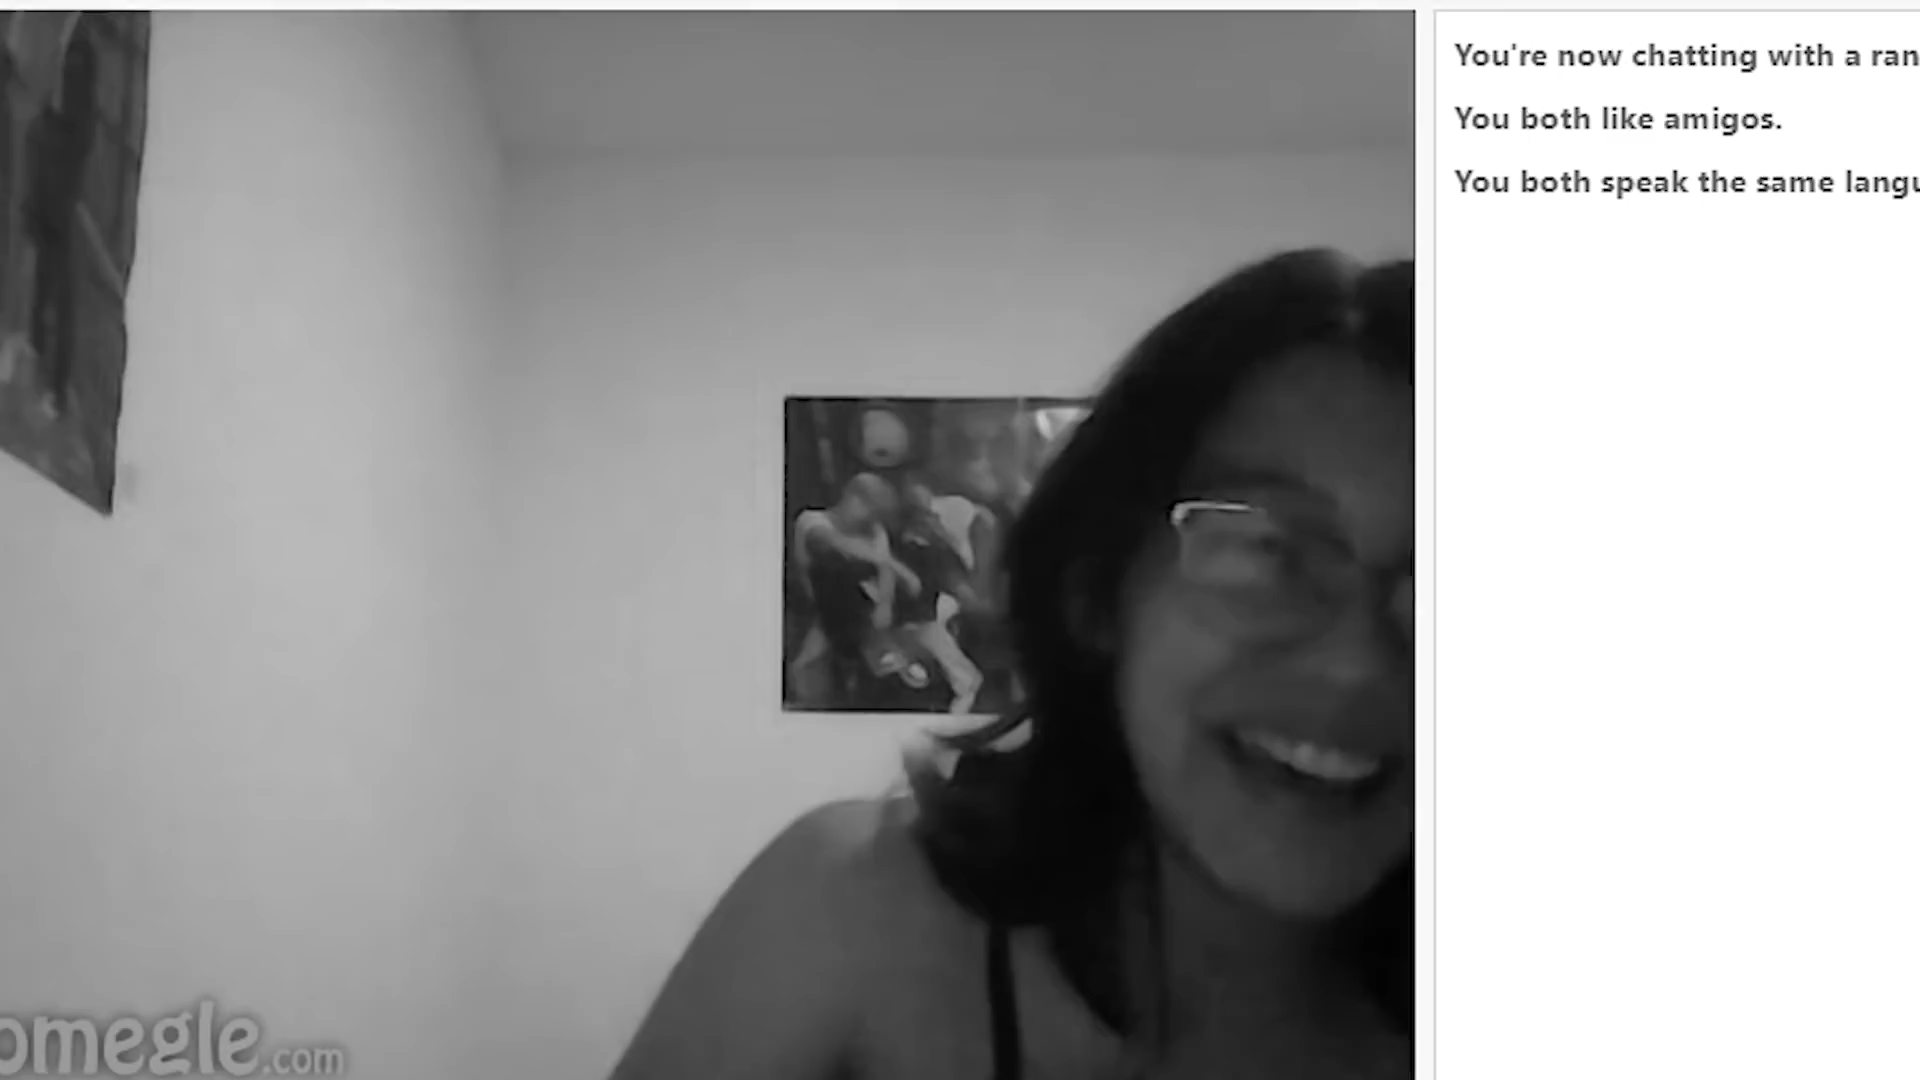 You're now chatting with a ran
You both like amigos.
You both speak the same langu
omegle.com